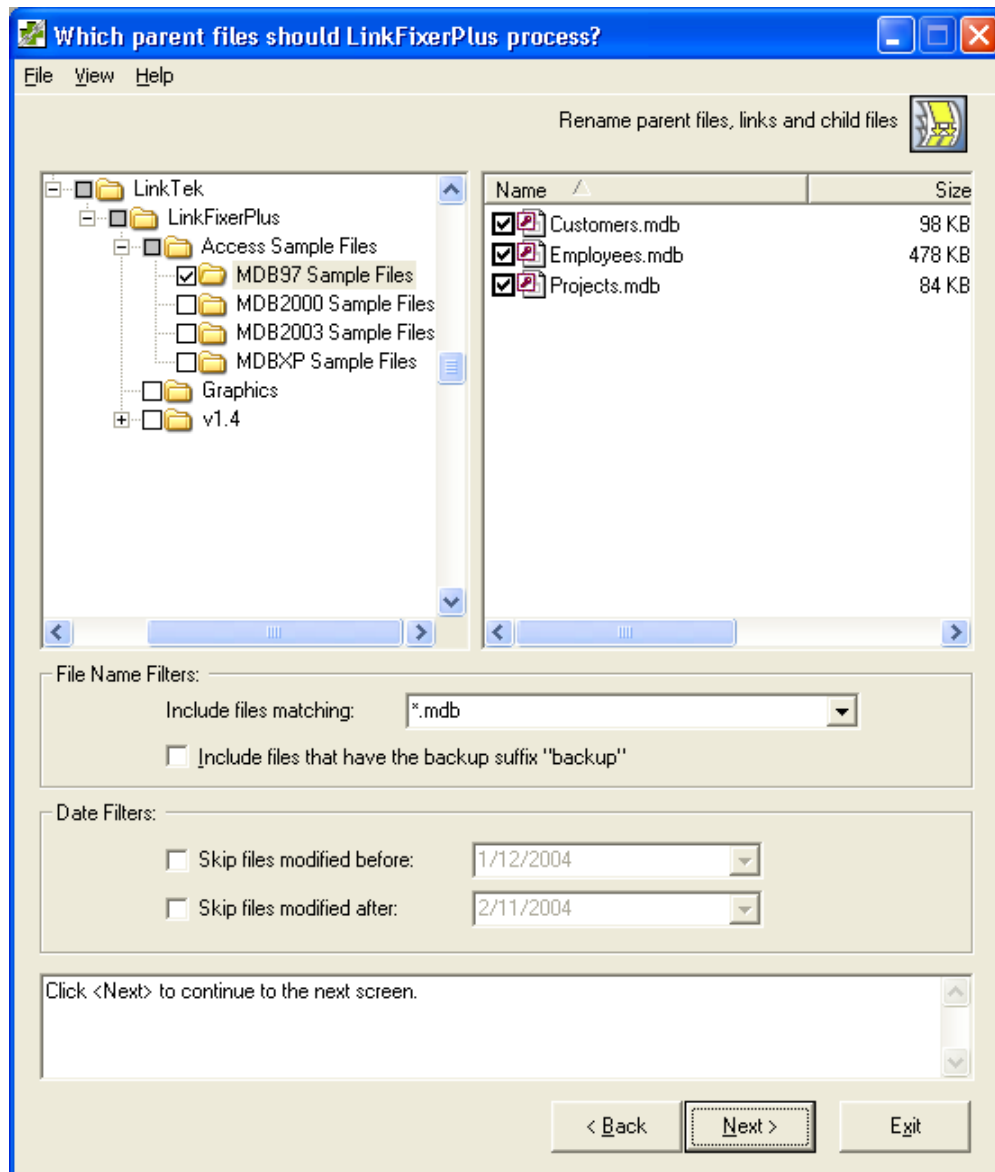 Which parent files should LinkFixerPlus process?
File View Help
Rename parent files, links and child files
LinkTek
LinkFixerPlus
Access Sample Files
MDB97 Sample Files
MDB2000 Sample Files
MDB2003 Sample Files
MDBXP Sample Files
Graphics
v1.4
Name Size
Customers.mdb 98 KB
Employees.mdb 478 KB
Projects.mdb 84 KB
File Name Filters:
Include files matching: *.mdb
Include files that have the backup suffix "backup"
Date Filters:
Skip files modified before: 1/12/2004
Skip files modified after: 2/11/2004
Click <Next> to continue to the next screen.
< Back Next > Exit